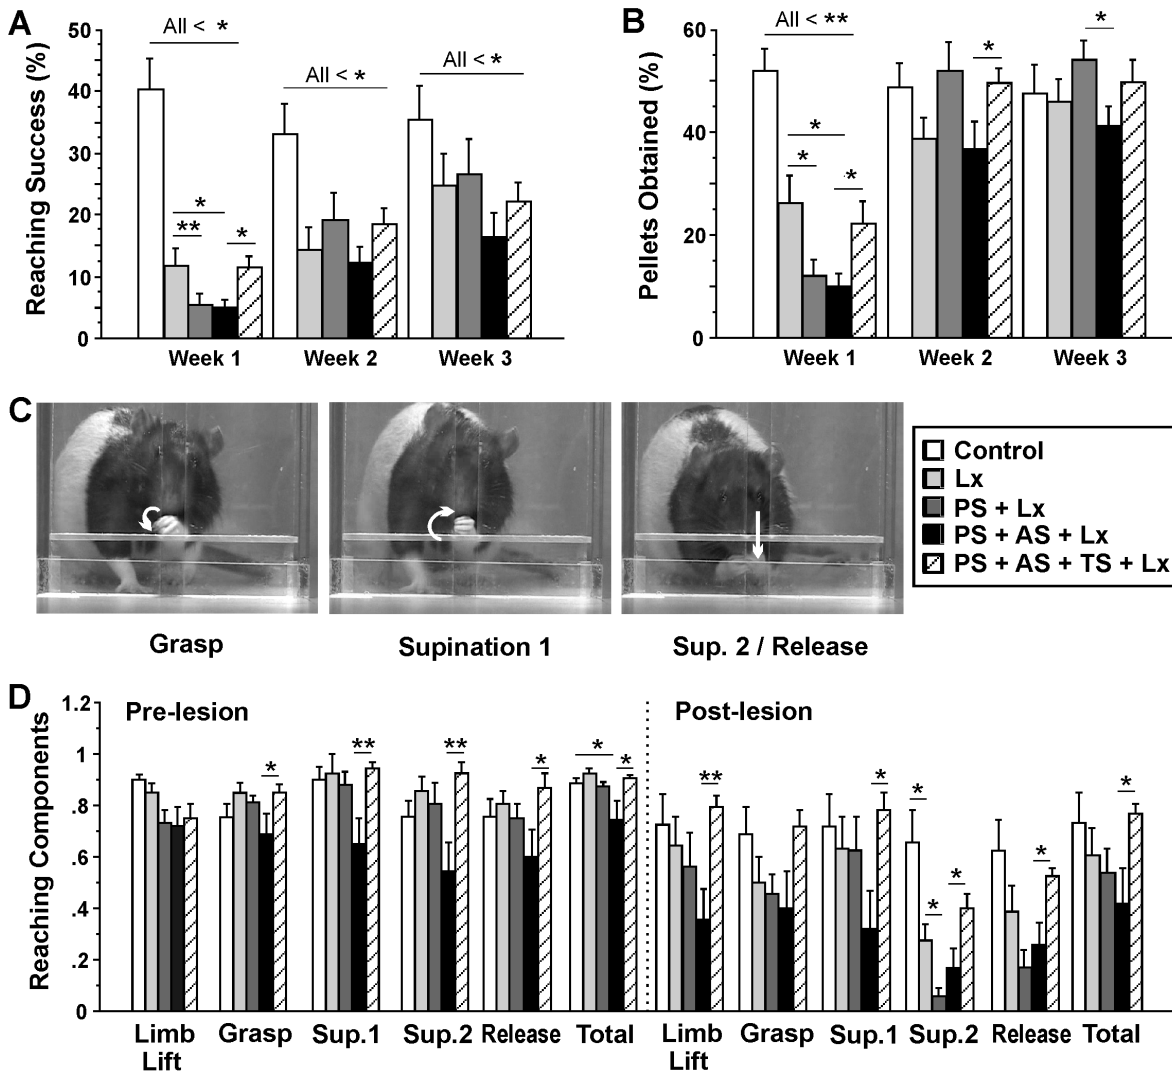 A
Reaching Success (%)
50
40
30
20
10
0
All < *
All < *
All < *
*
**
*
Week 1
Week 2
Week 3
B
Pellets Obtained (%)
60
40
20
0
All < **
*
*
*
*
*
Week 1
Week 2
Week 3
C
Grasp
Supination 1
Sup. 2 / Release
Control
Lx
PS + Lx
PS + AS + Lx
PS + AS + TS + Lx
D
Reaching Components
1.2
1
.8
.6
.4
.2
0
Pre-lesion
Post-lesion
*
**
**
*
*
*
**
*
*
*
*
*
*
Limb Lift
Grasp
Sup.1
Sup.2
Release
Total
Limb Lift
Grasp
Sup.1
Sup.2
Release
Total